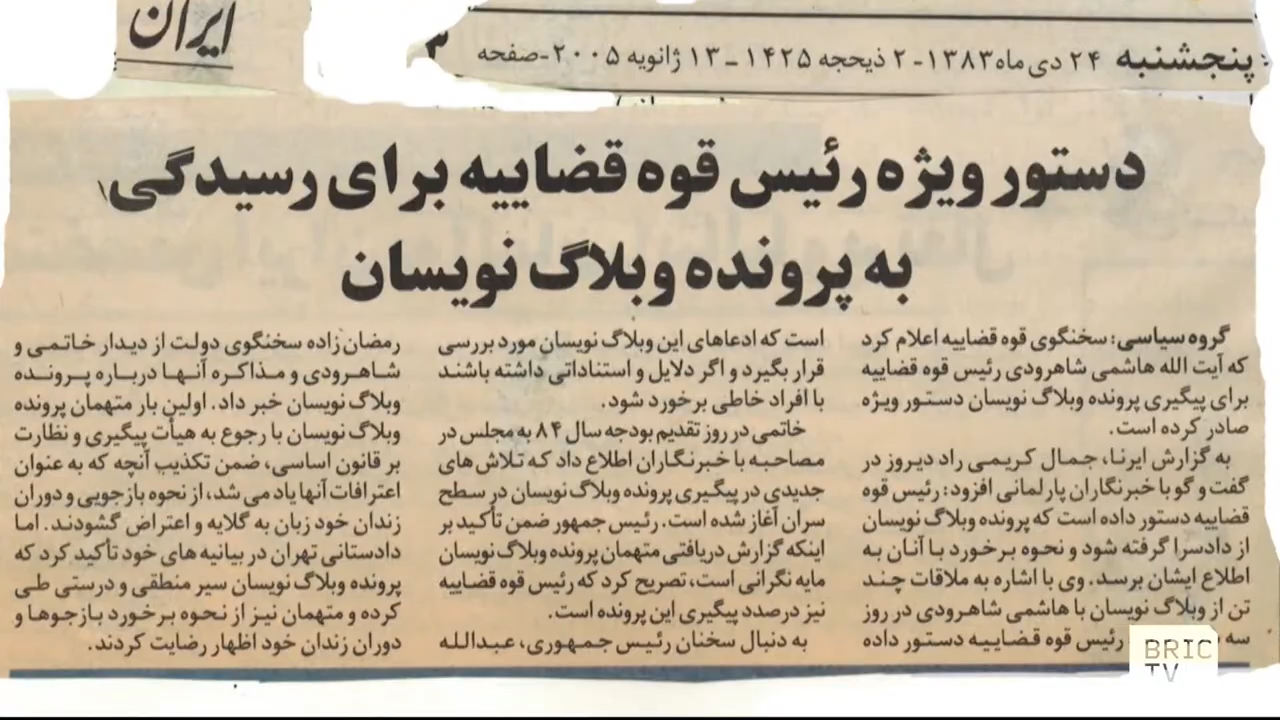 ایران
پنجشنبه ۲۴ دی ماه ۱۳۸۳ - ۲ ذیحجه ۱۴۲۵ - ۱۳ ژانویه ۲۰۰۵ - صفحه ۳
دستور ویژه رئیس قوه قضاییه برای رسیدگی
به پرونده وبلاگ نویسان
گروه سیاسی: سخنگوی قوه قضاییه اعلام کرد
که آیت الله هاشمی شاهرودی رئیس قوه قضاییه
برای پیگیری پرونده وبلاگ نویسان دستور ویژه
صادر کرده است.
به گزارش ایرنا، جمال کریمی راد دیروز در
گفت و گو با خبرنگاران پارلمانی افزود: رئیس قوه
قضاییه دستور داده است که پرونده وبلاگ نویسان
از دادسرا گرفته شود و نحوه برخورد با آنان به
اطلاع ایشان برسد. وی با اشاره به ملاقات چند
تن از وبلاگ نویسان با هاشمی شاهرودی در روز
سه رئیس قوه قضاییه دستور داده
است که ادعاهای این وبلاگ نویسان مورد بررسی
قرار بگیرد و اگر دلایل و استناداتی داشته باشند
با افراد خاطی برخورد شود.
خاتمی در روز تقدیم بودجه سال ۸۴ به مجلس در
مصاحبه با خبرنگاران اطلاع داد که تلاش های
جدیدی در پیگیری پرونده وبلاگ نویسان در سطح
سران آغاز شده است. رئیس جمهور ضمن تأکید بر
اینکه گزارش دریافتی متهمان پرونده وبلاگ نویسان
مایه نگرانی است، تصریح کرد که رئیس قوه قضاییه
نیز درصدد پیگیری این پرونده است.
به دنبال سخنان رئیس جمهوری، عبدالله
رمضان زاده سخنگوی دولت از دیدار خاتمی و
شاهرودی و مذاکره آنها درباره پرونده
وبلاگ نویسان خبر داد. اولین بار متهمان پرونده
وبلاگ نویسان با رجوع به هیأت پیگیری و نظارت
بر قانون اساسی، ضمن تکذیب آنچه که به عنوان
اعترافات آنها یاد می شد، از نحوه بازجویی و دوران
زندان خود زبان به گلایه و اعتراض گشودند. اما
دادستانی تهران در بیانیه های خود تأکید کرد که
پرونده وبلاگ نویسان سیر منطقی و درستی طی
کرده و متهمان نیز از نحوه برخورد بازجوها و
دوران زندان خود اظهار رضایت کردند.
BRIC
TV